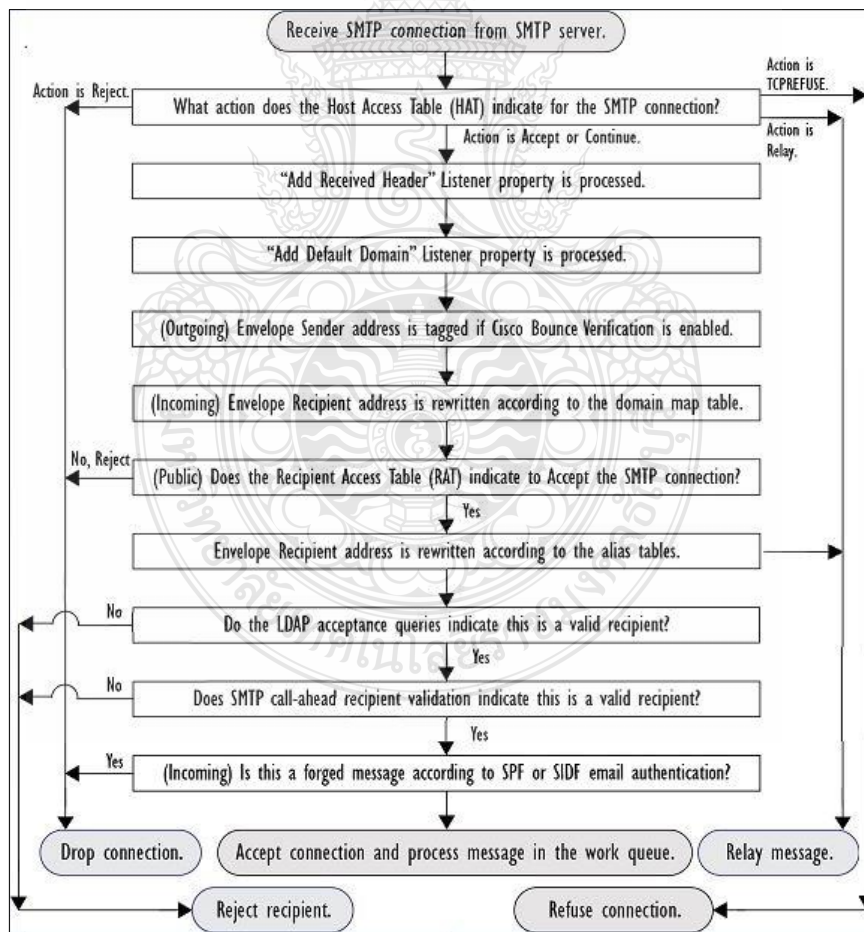 Receive SMTP connection from SMTP server.
Action is Reject.
Action is
TCPREFUSE.
What action does the Host Access Table (HAT) indicate for the SMTP connection?
Action is Accept or Continue.
Action is
Relay.
“Add Received Header” Listener property is processed.
“Add Default Domain” Listener property is processed.
(Outgoing) Envelope Sender address is tagged if Cisco Bounce Verification is enabled.
(Incoming) Envelope Recipient address is rewritten according to the domain map table.
No, Reject
(Public) Does the Recipient Access Table (RAT) indicate to Accept the SMTP connection?
Yes
Envelope Recipient address is rewritten according to the alias tables.
No
Do the LDAP acceptance queries indicate this is a valid recipient?
Yes
No
Does SMTP call-ahead recipient validation indicate this is a valid recipient?
Yes
Yes
(Incoming) Is this a forged message according to SPF or SIDF email authentication?
Drop connection.
Accept connection and process message in the work queue.
Relay message.
Reject recipient.
Refuse connection.